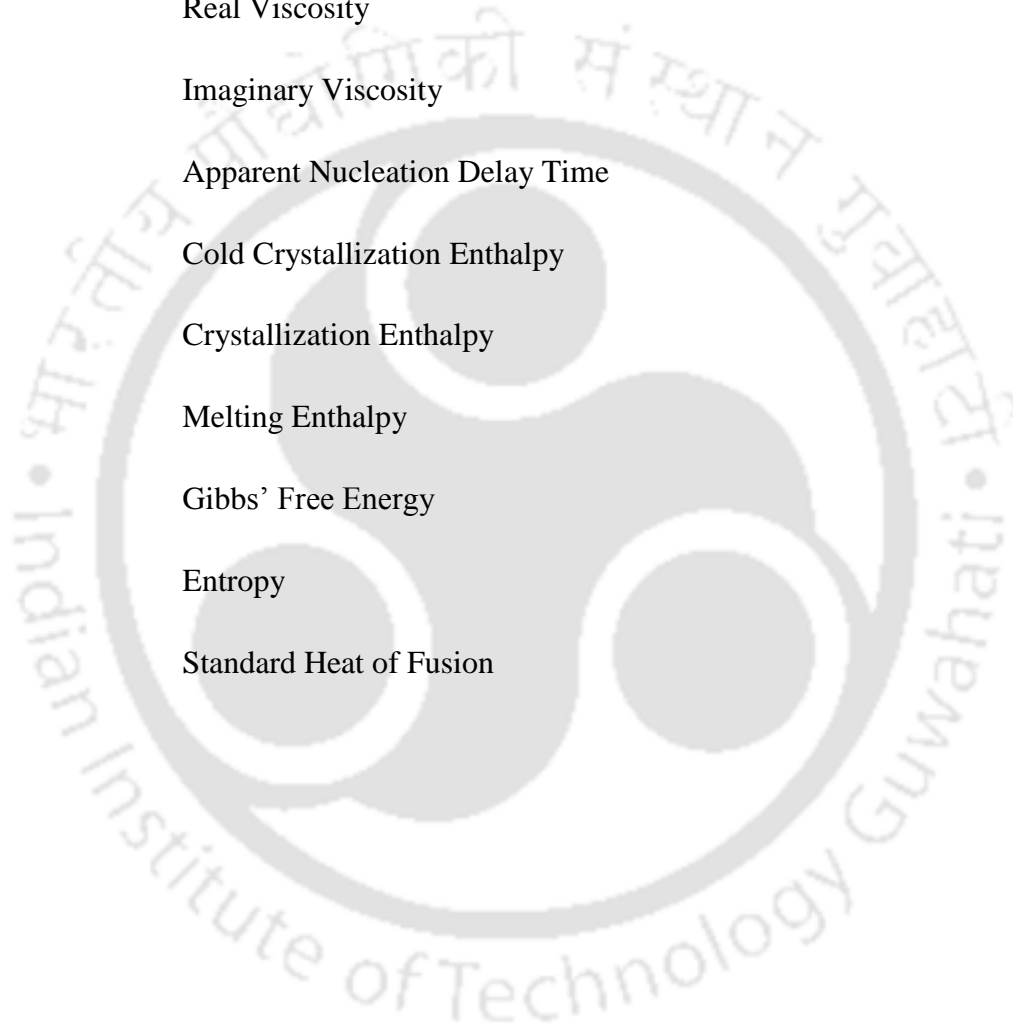 Real Viscosity
Imaginary Viscosity
Apparent Nucleation Delay Time
Cold Crystallization Enthalpy
Crystallization Enthalpy
Melting Enthalpy
Gibbs’ Free Energy
Entropy
Standard Heat of Fusion
भारतीय प्रौद्योगिकी संस्थान गुवाहाटी
• Indian Institute of Technology Guwahati •